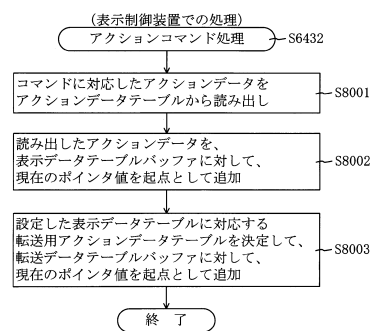 (表示制御装置での処理)
アクションコマンド処理
S6432
コマンドに対応したアクションデータを
アクションデータテーブルから読み出し
S8001
読み出したアクションデータを、
表示データテーブルバッファに対して、
現在のポインタ値を起点として追加
S8002
設定した表示データテーブルに対応する
転送用アクションデータテーブルを決定して、
転送データテーブルバッファに対して、
現在のポインタ値を起点として追加
S8003
終 了